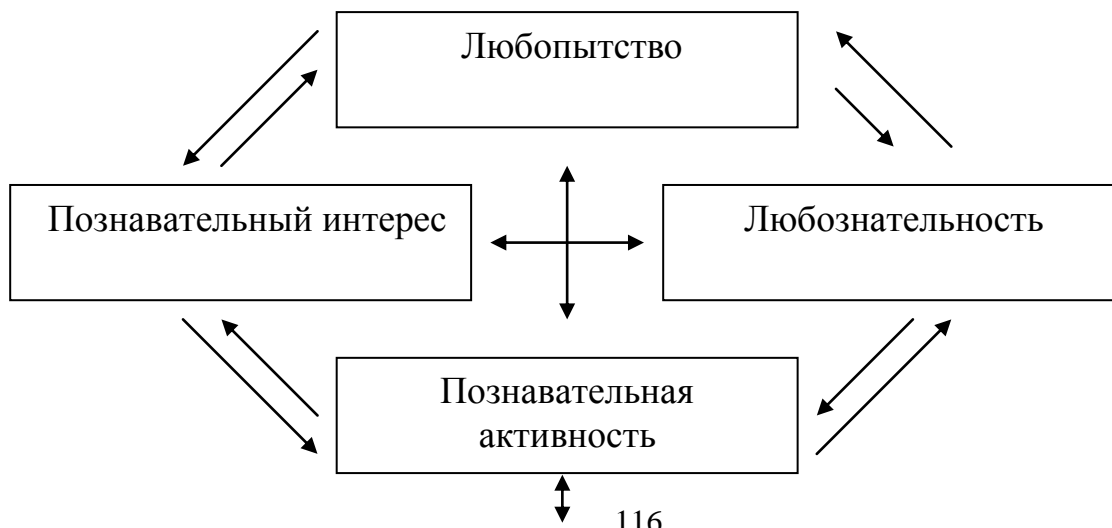 Любопытство
Познавательный интерес
Любознательность
Познавательная
активность
116